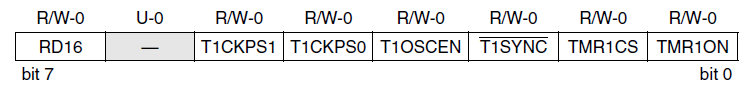 R/W-0 U-0 R/W-0 R/W-0 R/W-0 R/W-0 R/W-0 R/W-0
RD16 — T1CKPS1 T1CKPS0 T1OSCEN T1SYNC TMR1CS TMR1ON
bit 7 bit 0